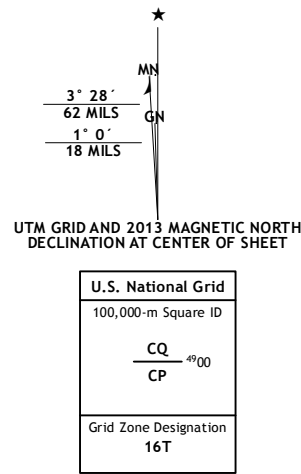 MN
3° 28´
62 MILS
GN
1° 0´
18 MILS
UTM GRID AND 2013 MAGNETIC NORTH
DECLINATION AT CENTER OF SHEET
U.S. National Grid
100,000-m Square ID
CQ
4900
CP
Grid Zone Designation
16T